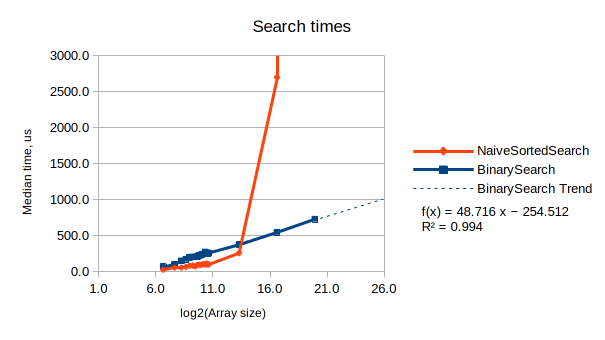 Search times
3000.0
2500.0
2000.0
1500.0
1000.0
500.0
0.0
Median time, us
1.0 6.0 11.0 16.0 21.0 26.0
log2(Array size)
NaiveSortedSearch
BinarySearch
BinarySearch Trend
f(x) = 48.716 x − 254.512
R² = 0.994